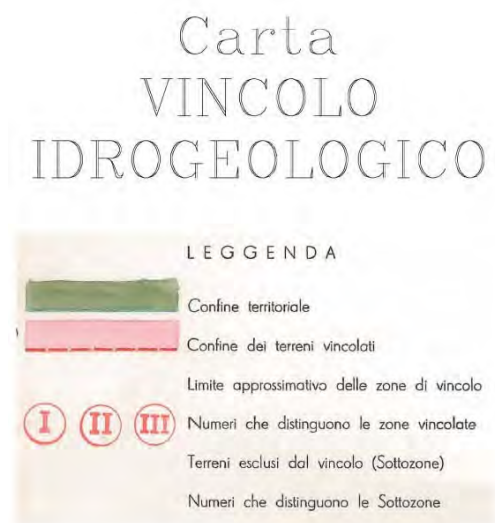 Carta
VINCOLO
IDROGEOLOGICO
LEGGENDA
Confine territoriale
Confine dei terreni vincolati
Limite approssimativo delle zone di vincolo
I II III Numeri che distinguono le zone vincolate
Terreni esclusi dal vincolo (Sottozone)
Numeri che distinguono le Sottozone